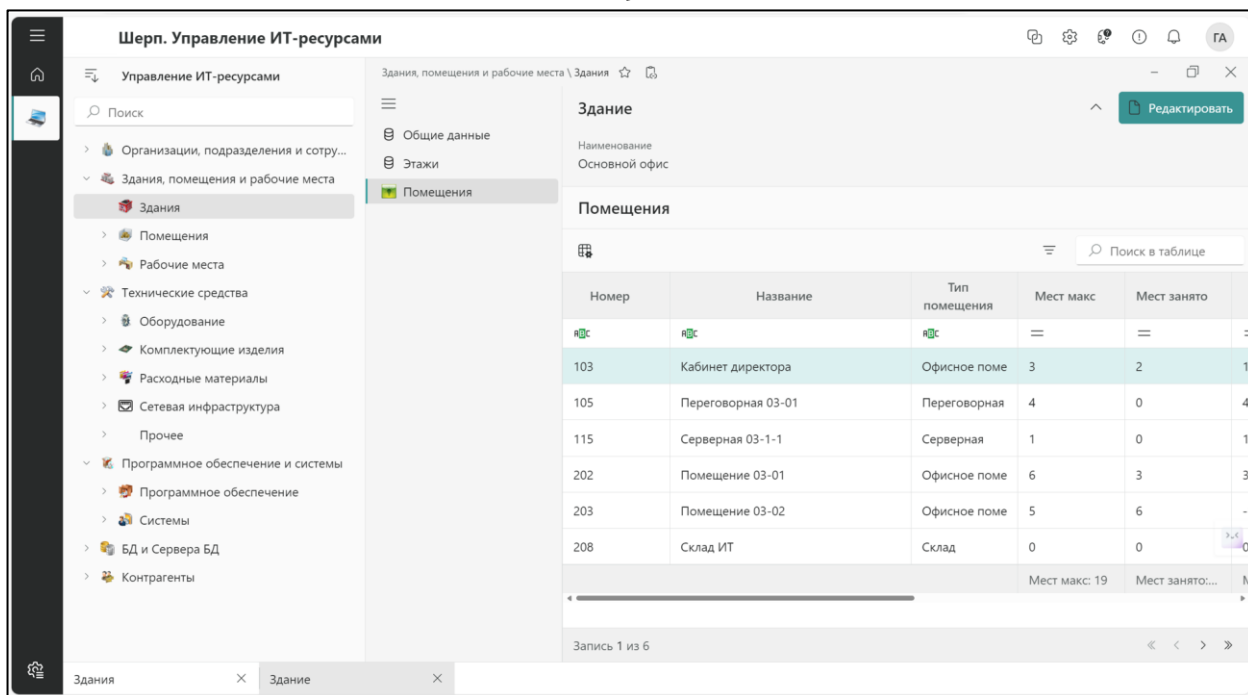 Шерп. Управление ИТ-ресурсами
ГА
Управление ИТ-ресурсами
Поиск
Организации, подразделения и сотру...
Здания, помещения и рабочие места
Здания
Помещения
Рабочие места
Технические средства
Оборудование
Комплектующие изделия
Расходные материалы
Сетевая инфраструктура
Прочее
Программное обеспечение и системы
Программное обеспечение
Системы
БД и Сервера БД
Контрагенты
Здания, помещения и рабочие места \ Здания
Общие данные
Этажи
Помещения
Здание
Редактировать
Наименование
Основной офис
Помещения
Поиск в таблице
Номер Название Тип помещения Мест макс Мест занято
103 Кабинет директора Офисное поме 3 2 1
105 Переговорная 03-01 Переговорная 4 0 4
115 Серверная 03-1-1 Серверная 1 0 1
202 Помещение 03-01 Офисное поме 6 3 3
203 Помещение 03-02 Офисное поме 5 6 -
208 Склад ИТ Склад 0 0 0
Мест макс: 19 Мест занято:...
Запись 1 из 6
Здания
Здание